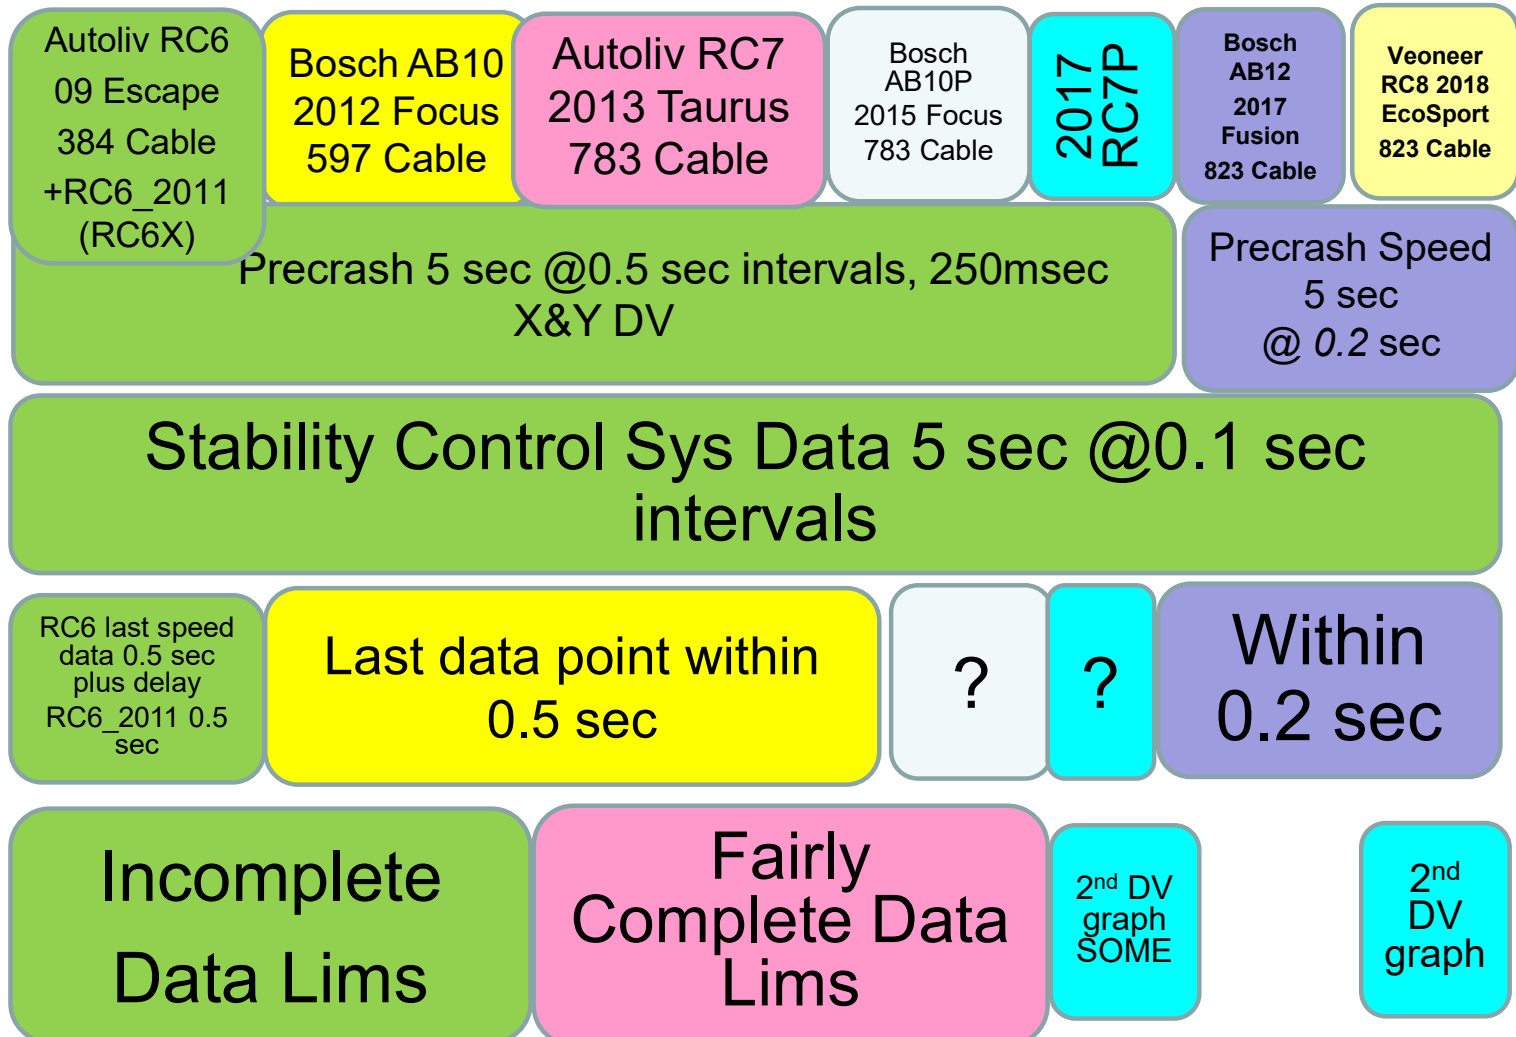 Autoliv RC6
09 Escape
384 Cable
+RC6_2011
(RC6X)
Bosch AB10
2012 Focus
597 Cable
Autoliv RC7
2013 Taurus
783 Cable
Bosch
AB10P
2015 Focus
783 Cable
2017
RC7P
Bosch
AB12
2017
Fusion
823 Cable
Veoneer
RC8 2018
EcoSport
823 Cable
Precrash 5 sec @0.5 sec intervals, 250msec
X&Y DV
Precrash Speed
5 sec
@ 0.2 sec
Stability Control Sys Data 5 sec @0.1 sec
intervals
RC6 last speed
data 0.5 sec
plus delay
RC6_2011 0.5
sec
Last data point within
0.5 sec
?
?
Within
0.2 sec
Incomplete
Data Lims
Fairly
Complete Data
Lims
2nd DV
graph
SOME
2nd
DV
graph